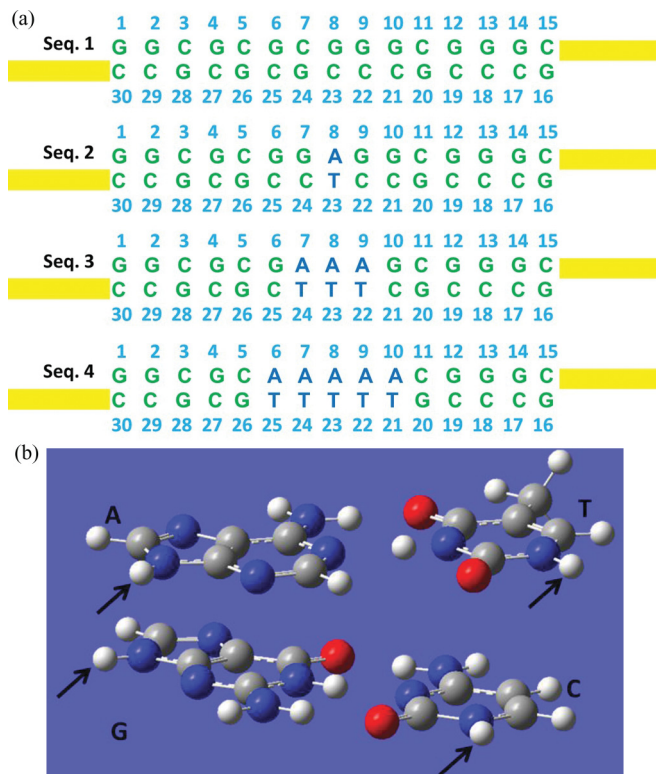 (a)
1 2 3 4 5 6 7 8 9 10 11 12 13 14 15
Seq. 1 G G C G C G C G G G C G G G C
C C G C G C G C C C G C C C G
30 29 28 27 26 25 24 23 22 21 20 19 18 17 16
1 2 3 4 5 6 7 8 9 10 11 12 13 14 15
Seq. 2 G G C G C G G A G G C G G G C
C C G C G C C T C C G C C C G
30 29 28 27 26 25 24 23 22 21 20 19 18 17 16
1 2 3 4 5 6 7 8 9 10 11 12 13 14 15
Seq. 3 G G C G C G A A A G C G G G C
C C G C G C T T T C G C C C G
30 29 28 27 26 25 24 23 22 21 20 19 18 17 16
1 2 3 4 5 6 7 8 9 10 11 12 13 14 15
Seq. 4 G G C G C A A A A A C G G G C
C C G C G T T T T T G C C C G
30 29 28 27 26 25 24 23 22 21 20 19 18 17 16
(b)
A
T
G
C